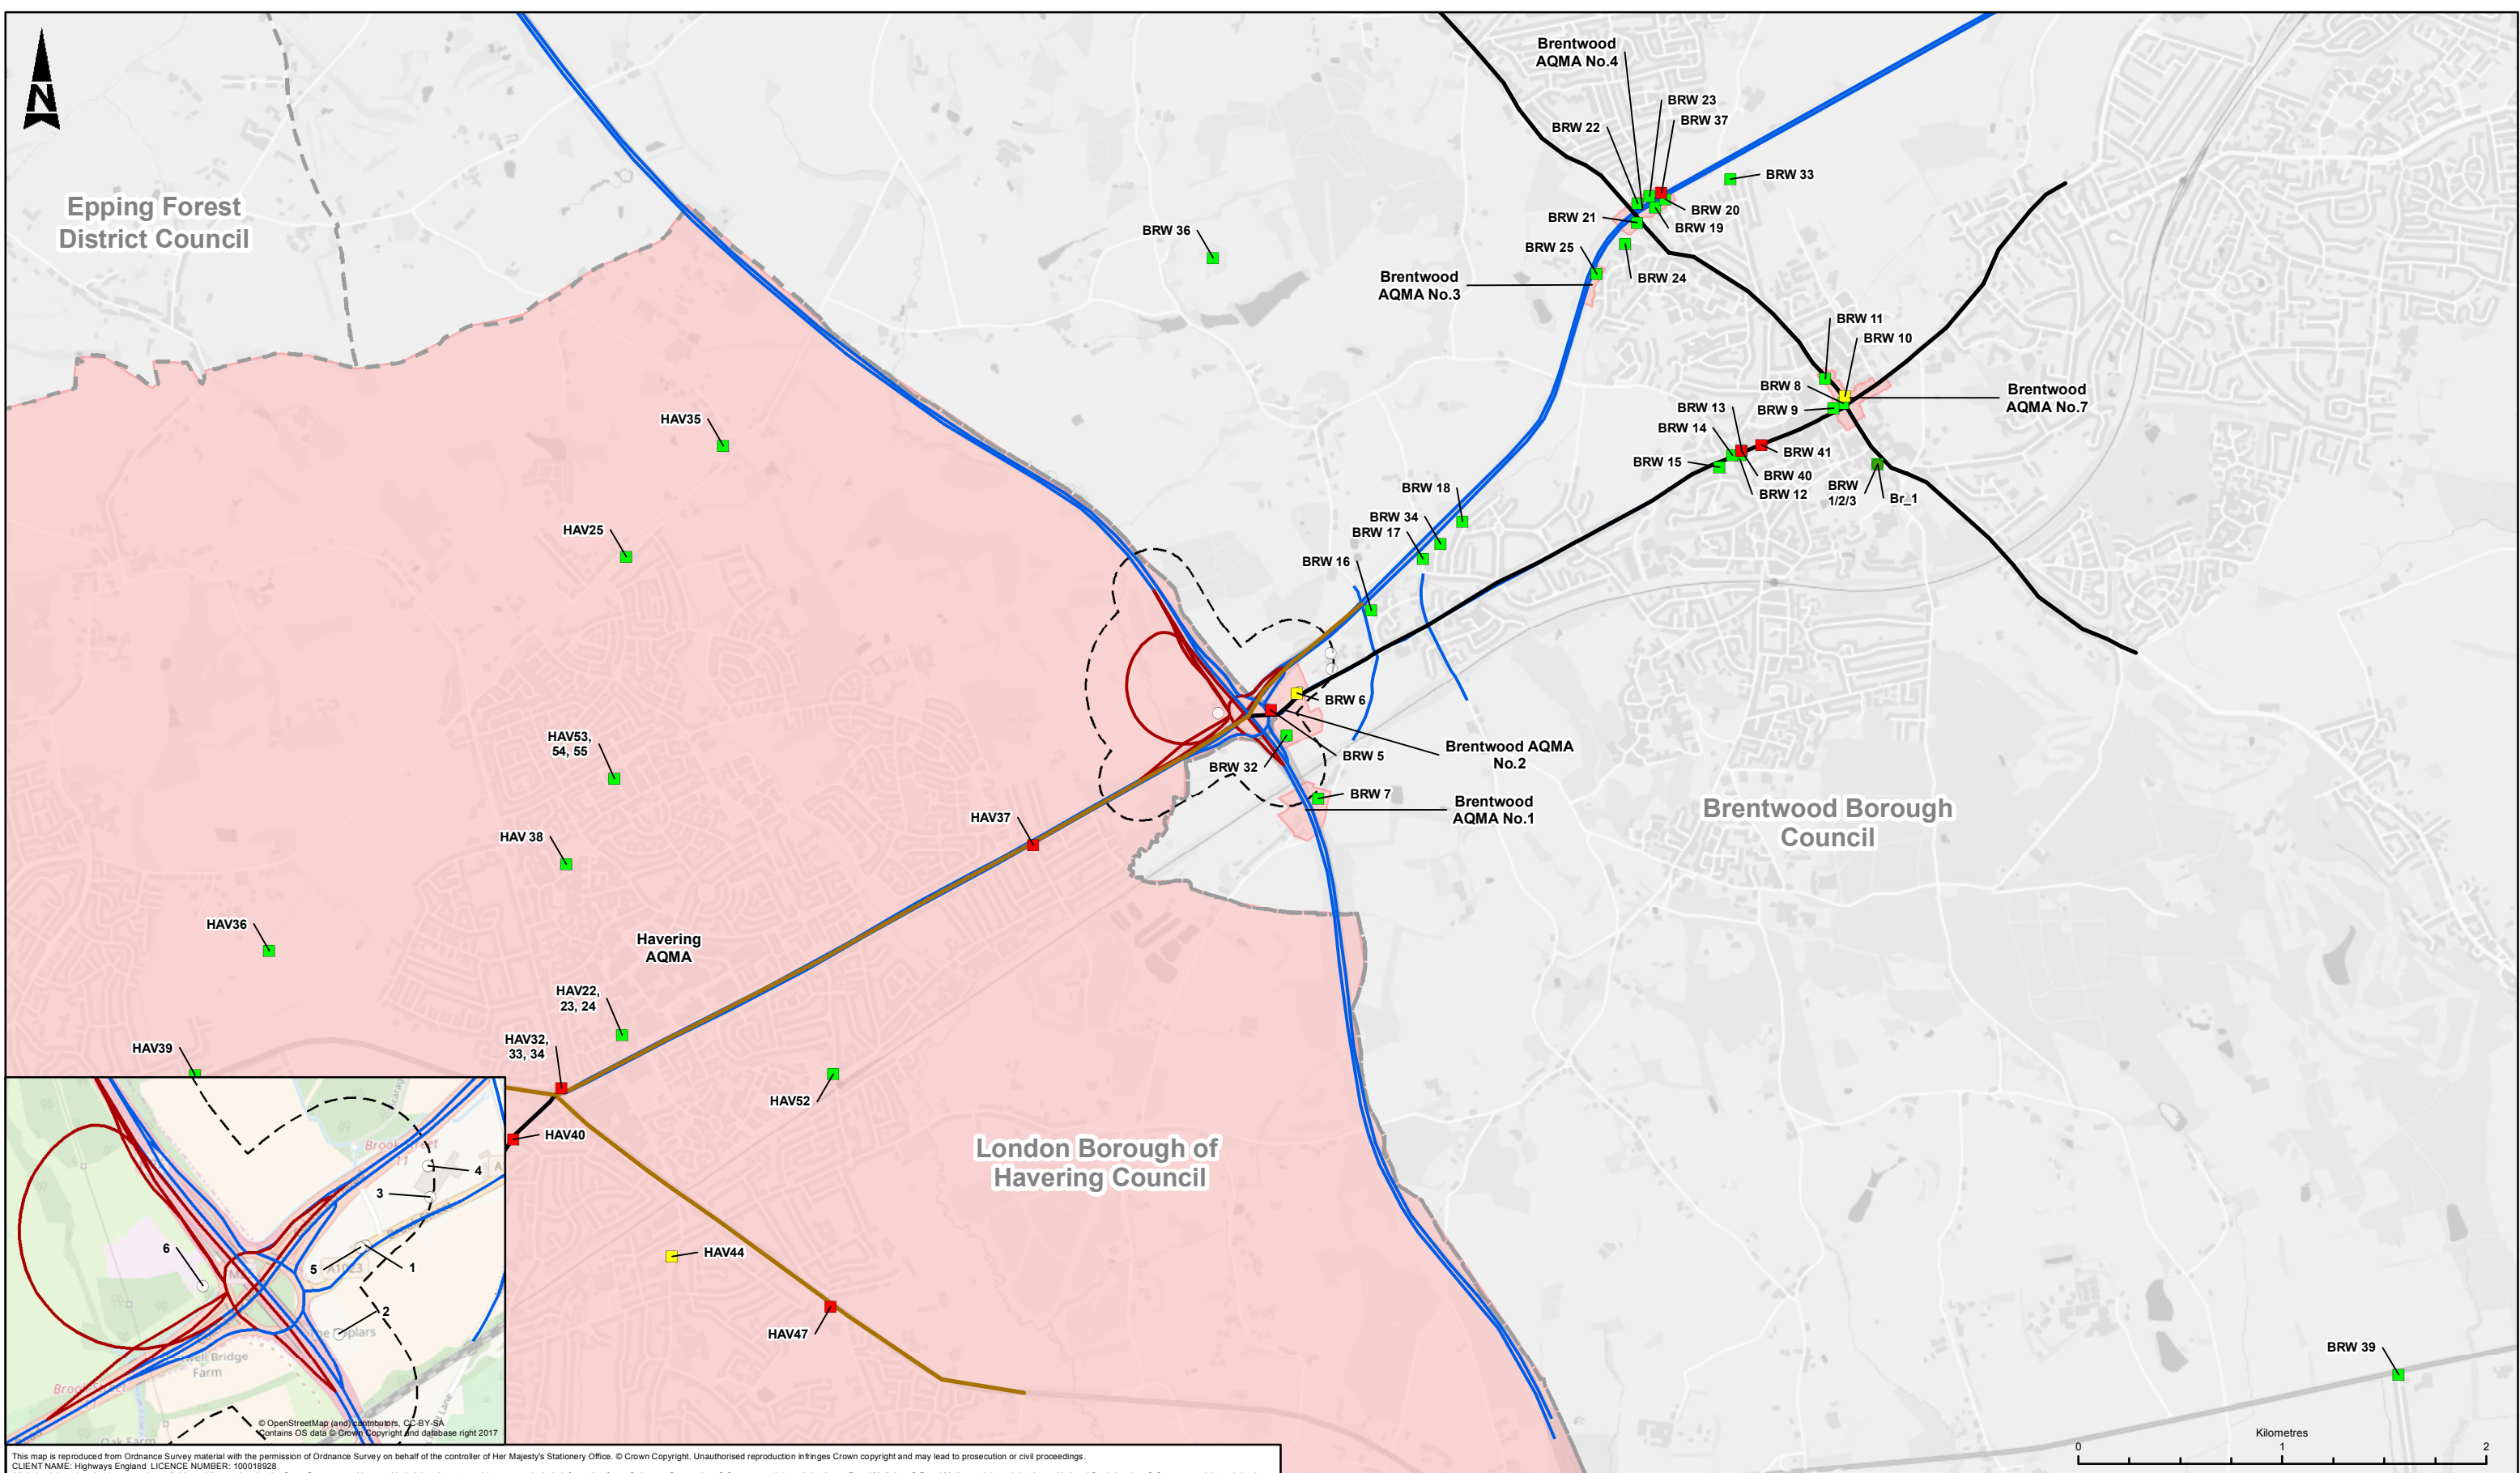 N
Epping Forest
District Council
Brentwood
AQMA No.4
BRW 23
BRW 37
BRW 22
BRW 33
BRW 20
BRW 21
BRW 19
BRW 36
BRW 25
BRW 24
Brentwood
AQMA No.3
BRW 11
BRW 10
BRW 8
Brentwood
AQMA No.7
BRW 13
BRW 9
BRW 14
BRW 41
BRW 15
BRW 40
BRW 12
BRW
1/2/3
Br_1
HAV35
BRW 18
BRW 34
BRW 17
HAV25
BRW 16
BRW 6
HAV53,
54, 55
Brentwood AQMA
No.2
BRW 5
BRW 32
BRW 7
Brentwood
AQMA No.1
Brentwood Borough
Council
HAV37
HAV 38
HAV36
Havering
AQMA
HAV22,
23, 24
HAV32,
33, 34
HAV39
HAV52
HAV40
London Borough of
Havering Council
HAV44
HAV47
BRW 39
Kilometres
0
1
2
Brook Street
11
4
3
6
5
A1023
1
2
Farm
© OpenStreetMap (and) contributors, CC-BY-SA
Contains OS data © Crown Copyright and database right 2017
Oak Farm
This map is reproduced from Ordnance Survey material with the permission of Ordnance Survey on behalf of the controller of Her Majesty's Stationery Office. © Crown Copyright. Unauthorised reproduction infringes Crown copyright and may lead to prosecution or civil proceedings.
CLIENT NAME: Highways England LICENCE NUMBER: 100018928